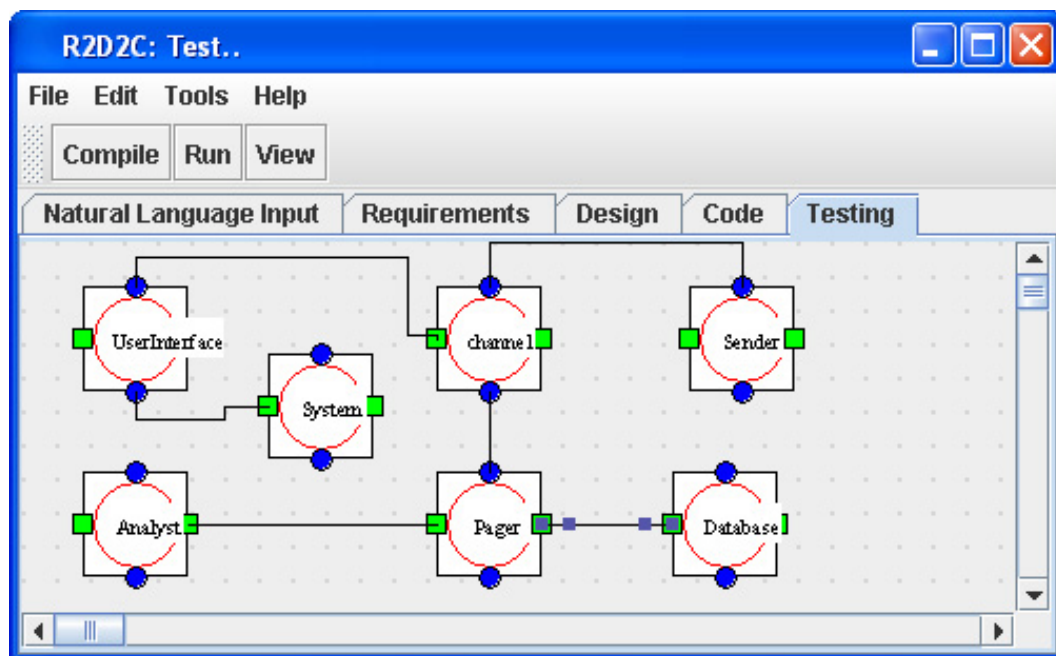 R2D2C: Test..
File Edit Tools Help
Compile Run View
Natural Language Input Requirements Design Code Testing
UserInterface channel Sender
System
Analyst Pager Database